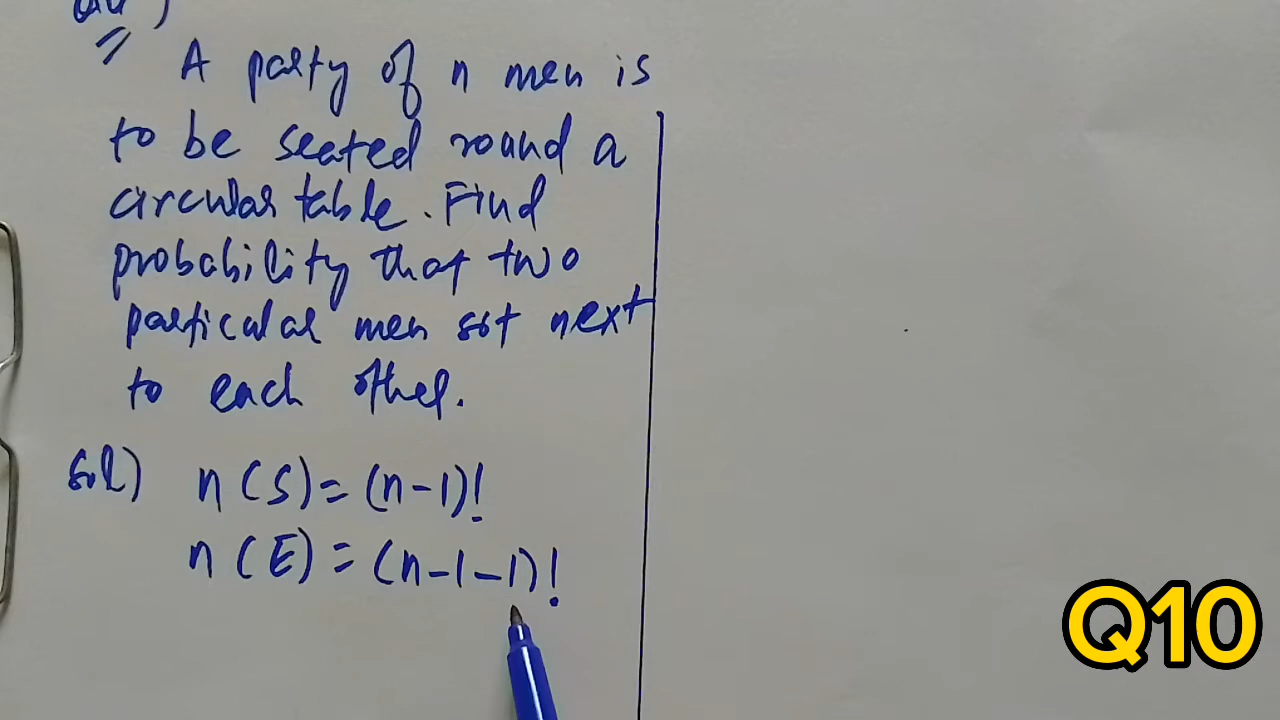 A party of n men is
to be seated round a
circular table. Find
probability that two
particular men sit next
to each other.
Sol) n(S) = (n-1)!
n(E) = (n-1-1)!
Q10